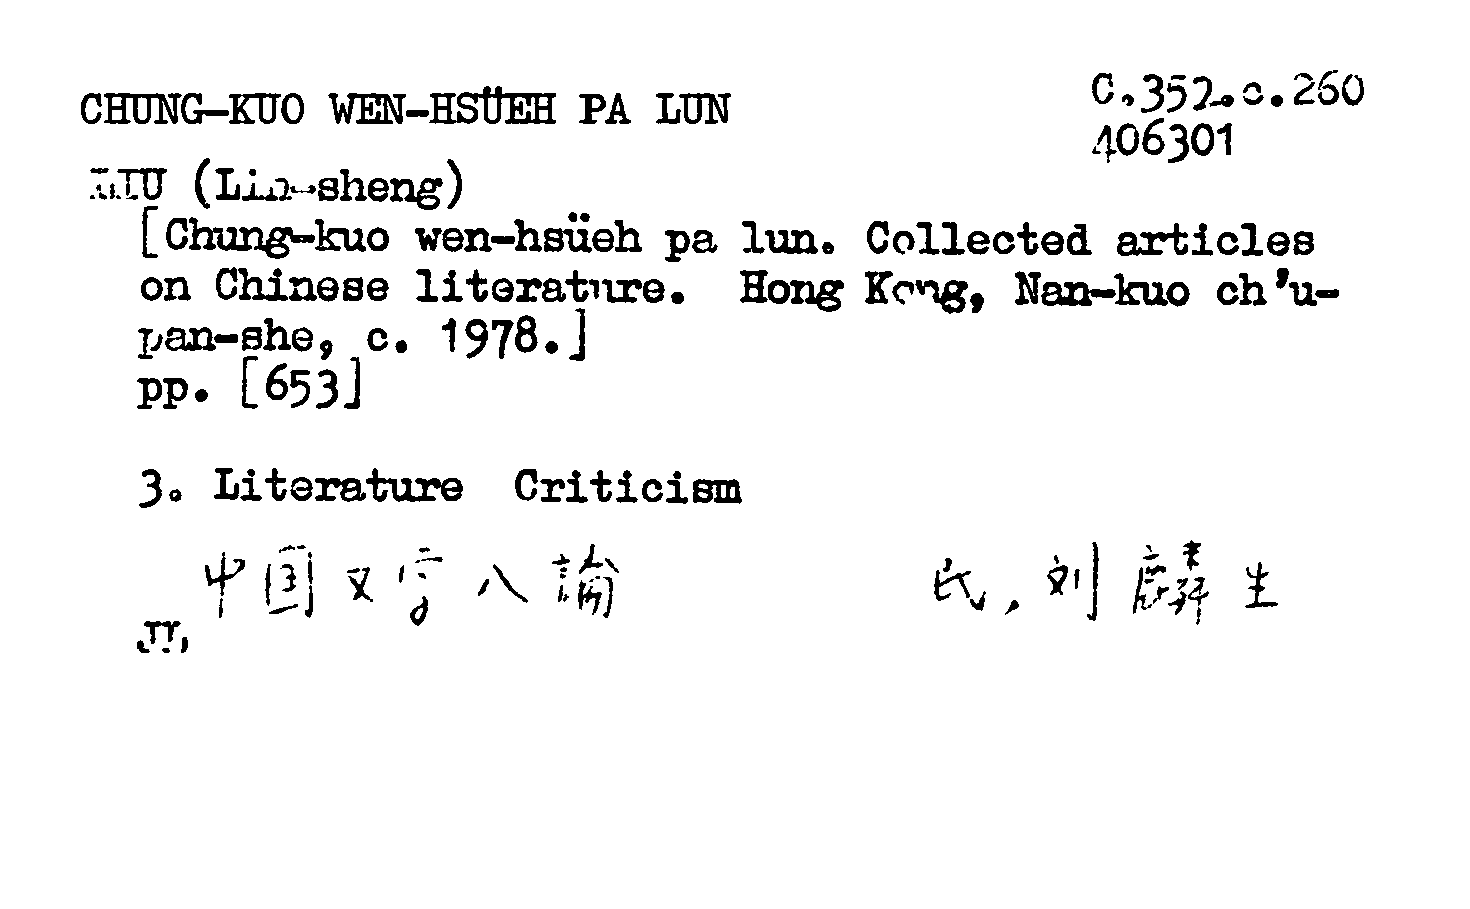 CHUNG-KUO WEN-HSÜEH PA LUN
C.352.c.260
406301
LIU (Lin-sheng)
[Chung-kuo wen-hsüeh pa lun. Collected articles
on Chinese literature. Hong Kong, Nan-kuo ch'u-
pan-she, c. 1978.]
pp. [653]
3. Literature Criticism
中国文学八論 氏, 刘麟生